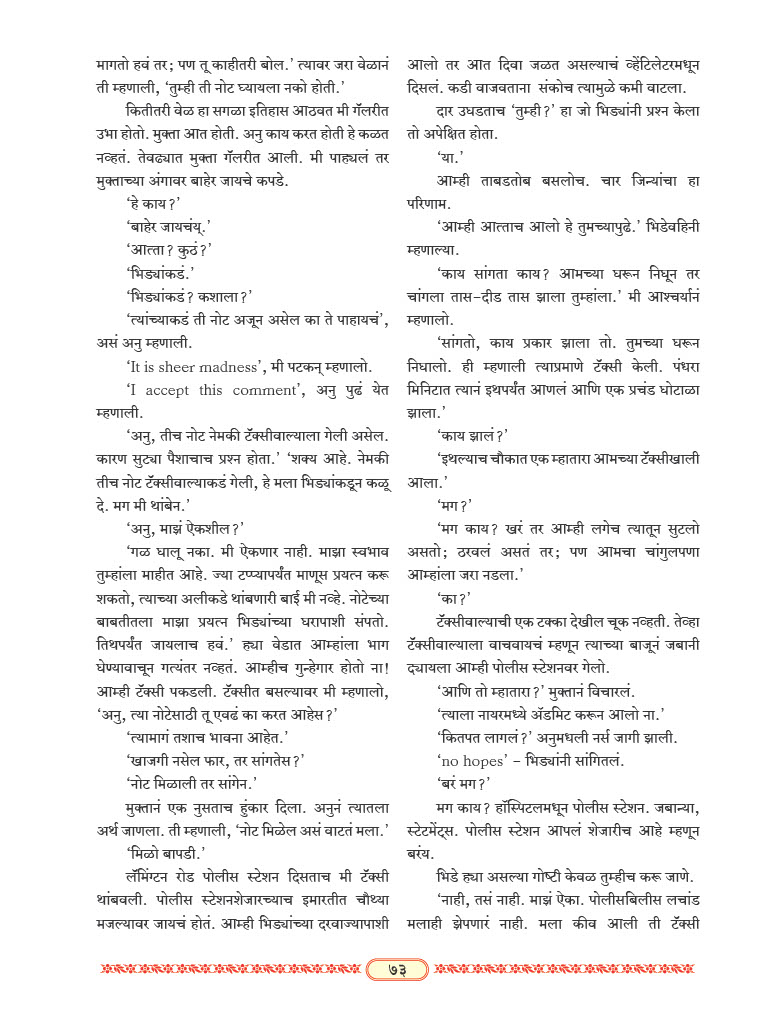 मागतो हवं तर; पण तू काहीतरी बोल.’ त्यावर जरा वेळानं
ती म्हणाली, ‘तुम्ही ती नोट घ्यायला नको होती.’
कितीतरी वेळ हा सगळा इतिहास आठवत मी गॅलरीत
उभा होतो. मुक्ता आत होती. अनु काय करत होती हे कळत
नव्हतं. तेवढ्यात मुक्ता गॅलरीत आली. मी पाह्यलं तर
मुक्ताच्या अंगावर बाहेर जायचे कपडे.
‘हे काय?’
‘बाहेर जायचंय्.’
‘आत्ता? कुठं?’
‘भिड्यांकडं.’
‘भिड्यांकडं? कशाला?’
‘त्यांच्याकडं ती नोट अजून असेल का ते पाहायचं’,
असं अनु म्हणाली.
‘It is sheer madness’, मी पटकन् म्हणालो.
‘I accept this comment’, अनु पुढं येत
म्हणाली.
‘अनु, तीच नोट नेमकी टॅक्सीवाल्याला गेली असेल.
कारण सुट्या पैशाचाच प्रश्न होता.’ ‘शक्य आहे. नेमकी
तीच नोट टॅक्सीवाल्याकडं गेली, हे मला भिड्यांकडून कळू
दे. मग मी थांबेन.’
‘अनु, माझं ऐकशील?’
‘गळ घालू नका. मी ऐकणार नाही. माझा स्वभाव
तुम्हांला माहीत आहे. ज्या टप्प्यापर्यंत माणूस प्रयत्न करू
शकतो, त्याच्या अलीकडे थांबणारी बाई मी नव्हे. नोटेच्या
बाबतीतला माझा प्रयत्न भिड्यांच्या घरापाशी संपतो.
तिथपर्यंत जायलाच हवं.’ ह्या वेडात आम्हांला भाग
घेण्यावाचून गत्यंतर नव्हतं. आम्हीच गुन्हेगार होतो ना!
आम्ही टॅक्सी पकडली. टॅक्सीत बसल्यावर मी म्हणालो,
‘अनु, त्या नोटेसाठी तू एवढं का करत आहेस?’
‘त्यामागं तशाच भावना आहेत.’
‘खाजगी नसेल फार, तर सांगतेस?’
‘नोट मिळाली तर सांगेन.’
मुक्तानं एक नुसताच हुंकार दिला. अनुनं त्यातला
अर्थ जाणला. ती म्हणाली, ‘नोट मिळेल असं वाटतं मला.’
‘मिळो बापडी.’
लॅमिंग्टन रोड पोलीस स्टेशन दिसताच मी टॅक्सी
थांबवली. पोलीस स्टेशनशेजारच्याच इमारतीत चौथ्या
मजल्यावर जायचं होतं. आम्ही भिड्यांच्या दरवाज्यापाशी
आलो तर आत दिवा जळत असल्याचं व्हेंटिलेटरमधून
दिसलं. कडी वाजवताना संकोच त्यामुळे कमी वाटला.
दार उघडताच ‘तुम्ही?’ हा जो भिड्यांनी प्रश्न केला
तो अपेक्षित होता.
‘या.’
आम्ही ताबडतोब बसलोच. चार जिन्यांचा हा
परिणाम.
‘आम्ही आत्ताच आलो हे तुमच्यापुढे.’ भिडेवहिनी
म्हणाल्या.
‘काय सांगता काय? आमच्या घरून निघून तर
चांगला तास-दीड तास झाला तुम्हांला.’ मी आश्चर्यानं
म्हणालो.
‘सांगतो, काय प्रकार झाला तो. तुमच्या घरून
निघालो. ही म्हणाली त्याप्रमाणे टॅक्सी केली. पंधरा
मिनिटात त्यानं इथपर्यंत आणलं आणि एक प्रचंड घोटाळा
झाला.’
‘काय झालं?’
‘इथल्याच चौकात एक म्हातारा आमच्या टॅक्सीखाली
आला.’
‘मग?’
‘मग काय? खरं तर आम्ही लगेच त्यातून सुटलो
असतो; ठरवलं असतं तर; पण आमचा चांगुलपणा
आम्हांला जरा नडला.’
‘का?’
टॅक्सीवाल्याची एक टक्का देखील चूक नव्हती. तेव्हा
टॅक्सीवाल्याला वाचवायचं म्हणून त्याच्या बाजूनं जबानी
द्यायला आम्ही पोलीस स्टेशनवर गेलो.
‘आणि तो म्हातारा?’ मुक्तानं विचारलं.
‘त्याला नायरमध्ये ॲडमिट करून आलो ना.’
‘कितपत लागलं?’ अनुमधली नर्स जागी झाली.
‘no hopes’ – भिड्यांनी सांगितलं.
‘बरं मग?’
मग काय? हॉस्पिटलमधून पोलीस स्टेशन. जबान्या,
स्टेटमेंट्स. पोलीस स्टेशन आपलं शेजारीच आहे म्हणून
बरंय.
भिडे ह्या असल्या गोष्टी केवळ तुम्हीच करू जाणे.
‘नाही, तसं नाही. माझं ऐका. पोलीसबिलीस लचांड
मलाही झेपणारं नाही. मला कीव आली ती टॅक्सी
७३